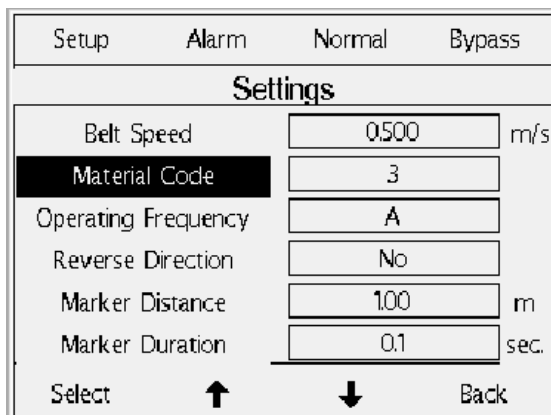 Setup Alarm Normal Bypass
Settings
Belt Speed 0.500 m/s
Material Code 3
Operating Frequency A
Reverse Direction No
Marker Distance 1.00 m
Marker Duration 0.1 sec.
Select Back